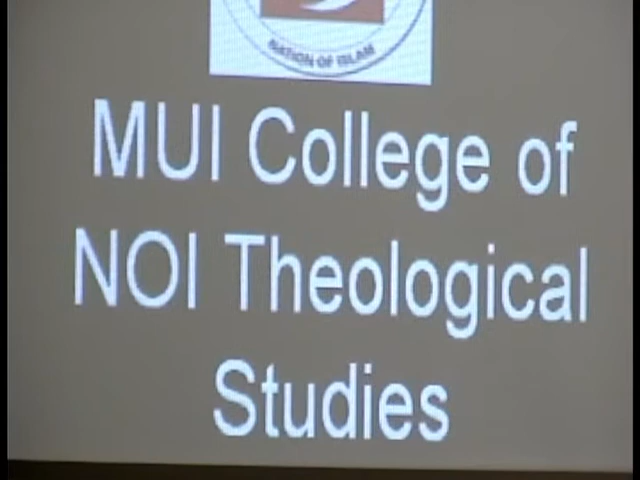 NATION OF ISLAM
MUI College of
NOI Theological
Studies